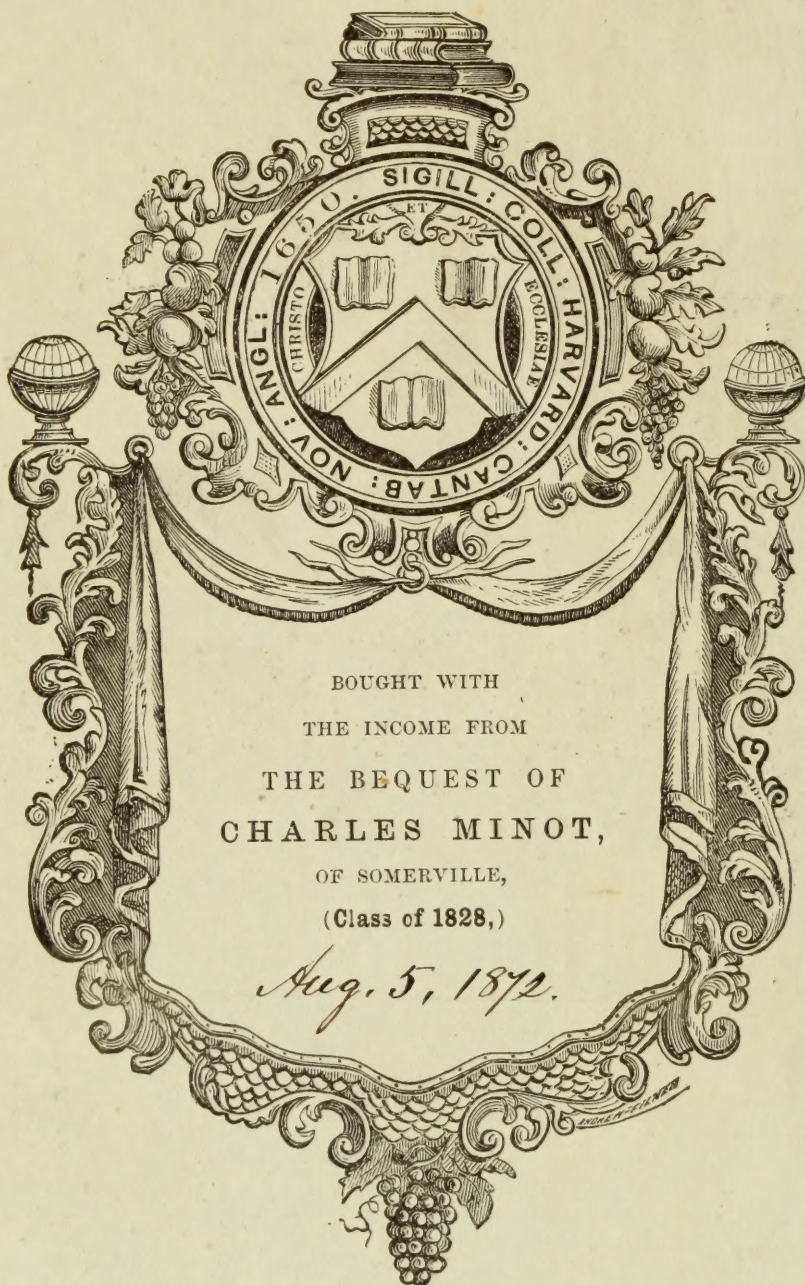 SIGILL: COLL: HARVARD: CANTAB: NOV: ANGL: 1650.
ET
CHRISTO
ECCLESIAE
BOUGHT WITH
THE INCOME FROM
THE BEQUEST OF
CHARLES MINOT,
OF SOMERVILLE,
(Class of 1828,)
Aug. 5, 1872.